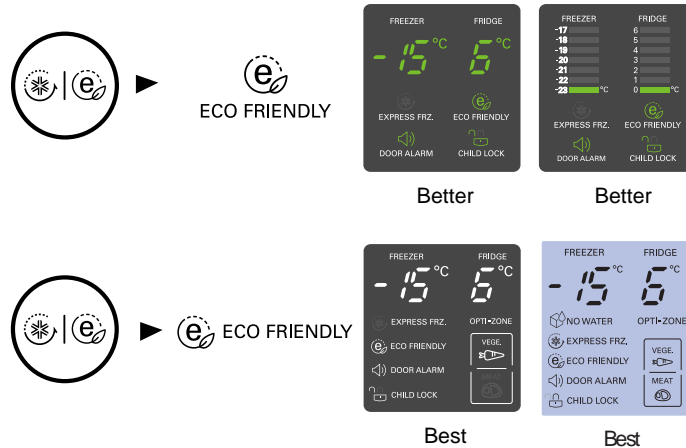 ECO FRIENDLY
FREEZER FRIDGE
-15 °C 6 °C
EXPRESS FRZ. ECO FRIENDLY
DOOR ALARM CHILD LOCK
Better
FREEZER FRIDGE
-17 6
-18 5
-19 4
-20 3
-21 2
-22 1
-23 °C 0 °C
EXPRESS FRZ. ECO FRIENDLY
DOOR ALARM CHILD LOCK
Better
ECO FRIENDLY
FREEZER FRIDGE
-15 °C 6 °C
EXPRESS FRZ. OPTI-ZONE
ECO FRIENDLY VEGE.
DOOR ALARM MEAT
CHILD LOCK
Best
FREEZER FRIDGE
-15 °C 6 °C
NO WATER OPTI-ZONE
EXPRESS FRZ.
ECO FRIENDLY VEGE.
DOOR ALARM MEAT
CHILD LOCK
Best